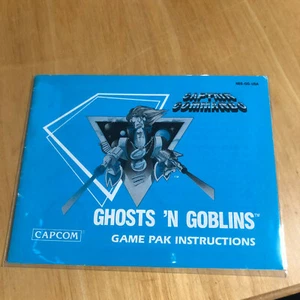 CAPTAIN
COMMANDO
GHOSTS 'N GOBLINS™
CAPCOM
GAME PAK INSTRUCTIONS